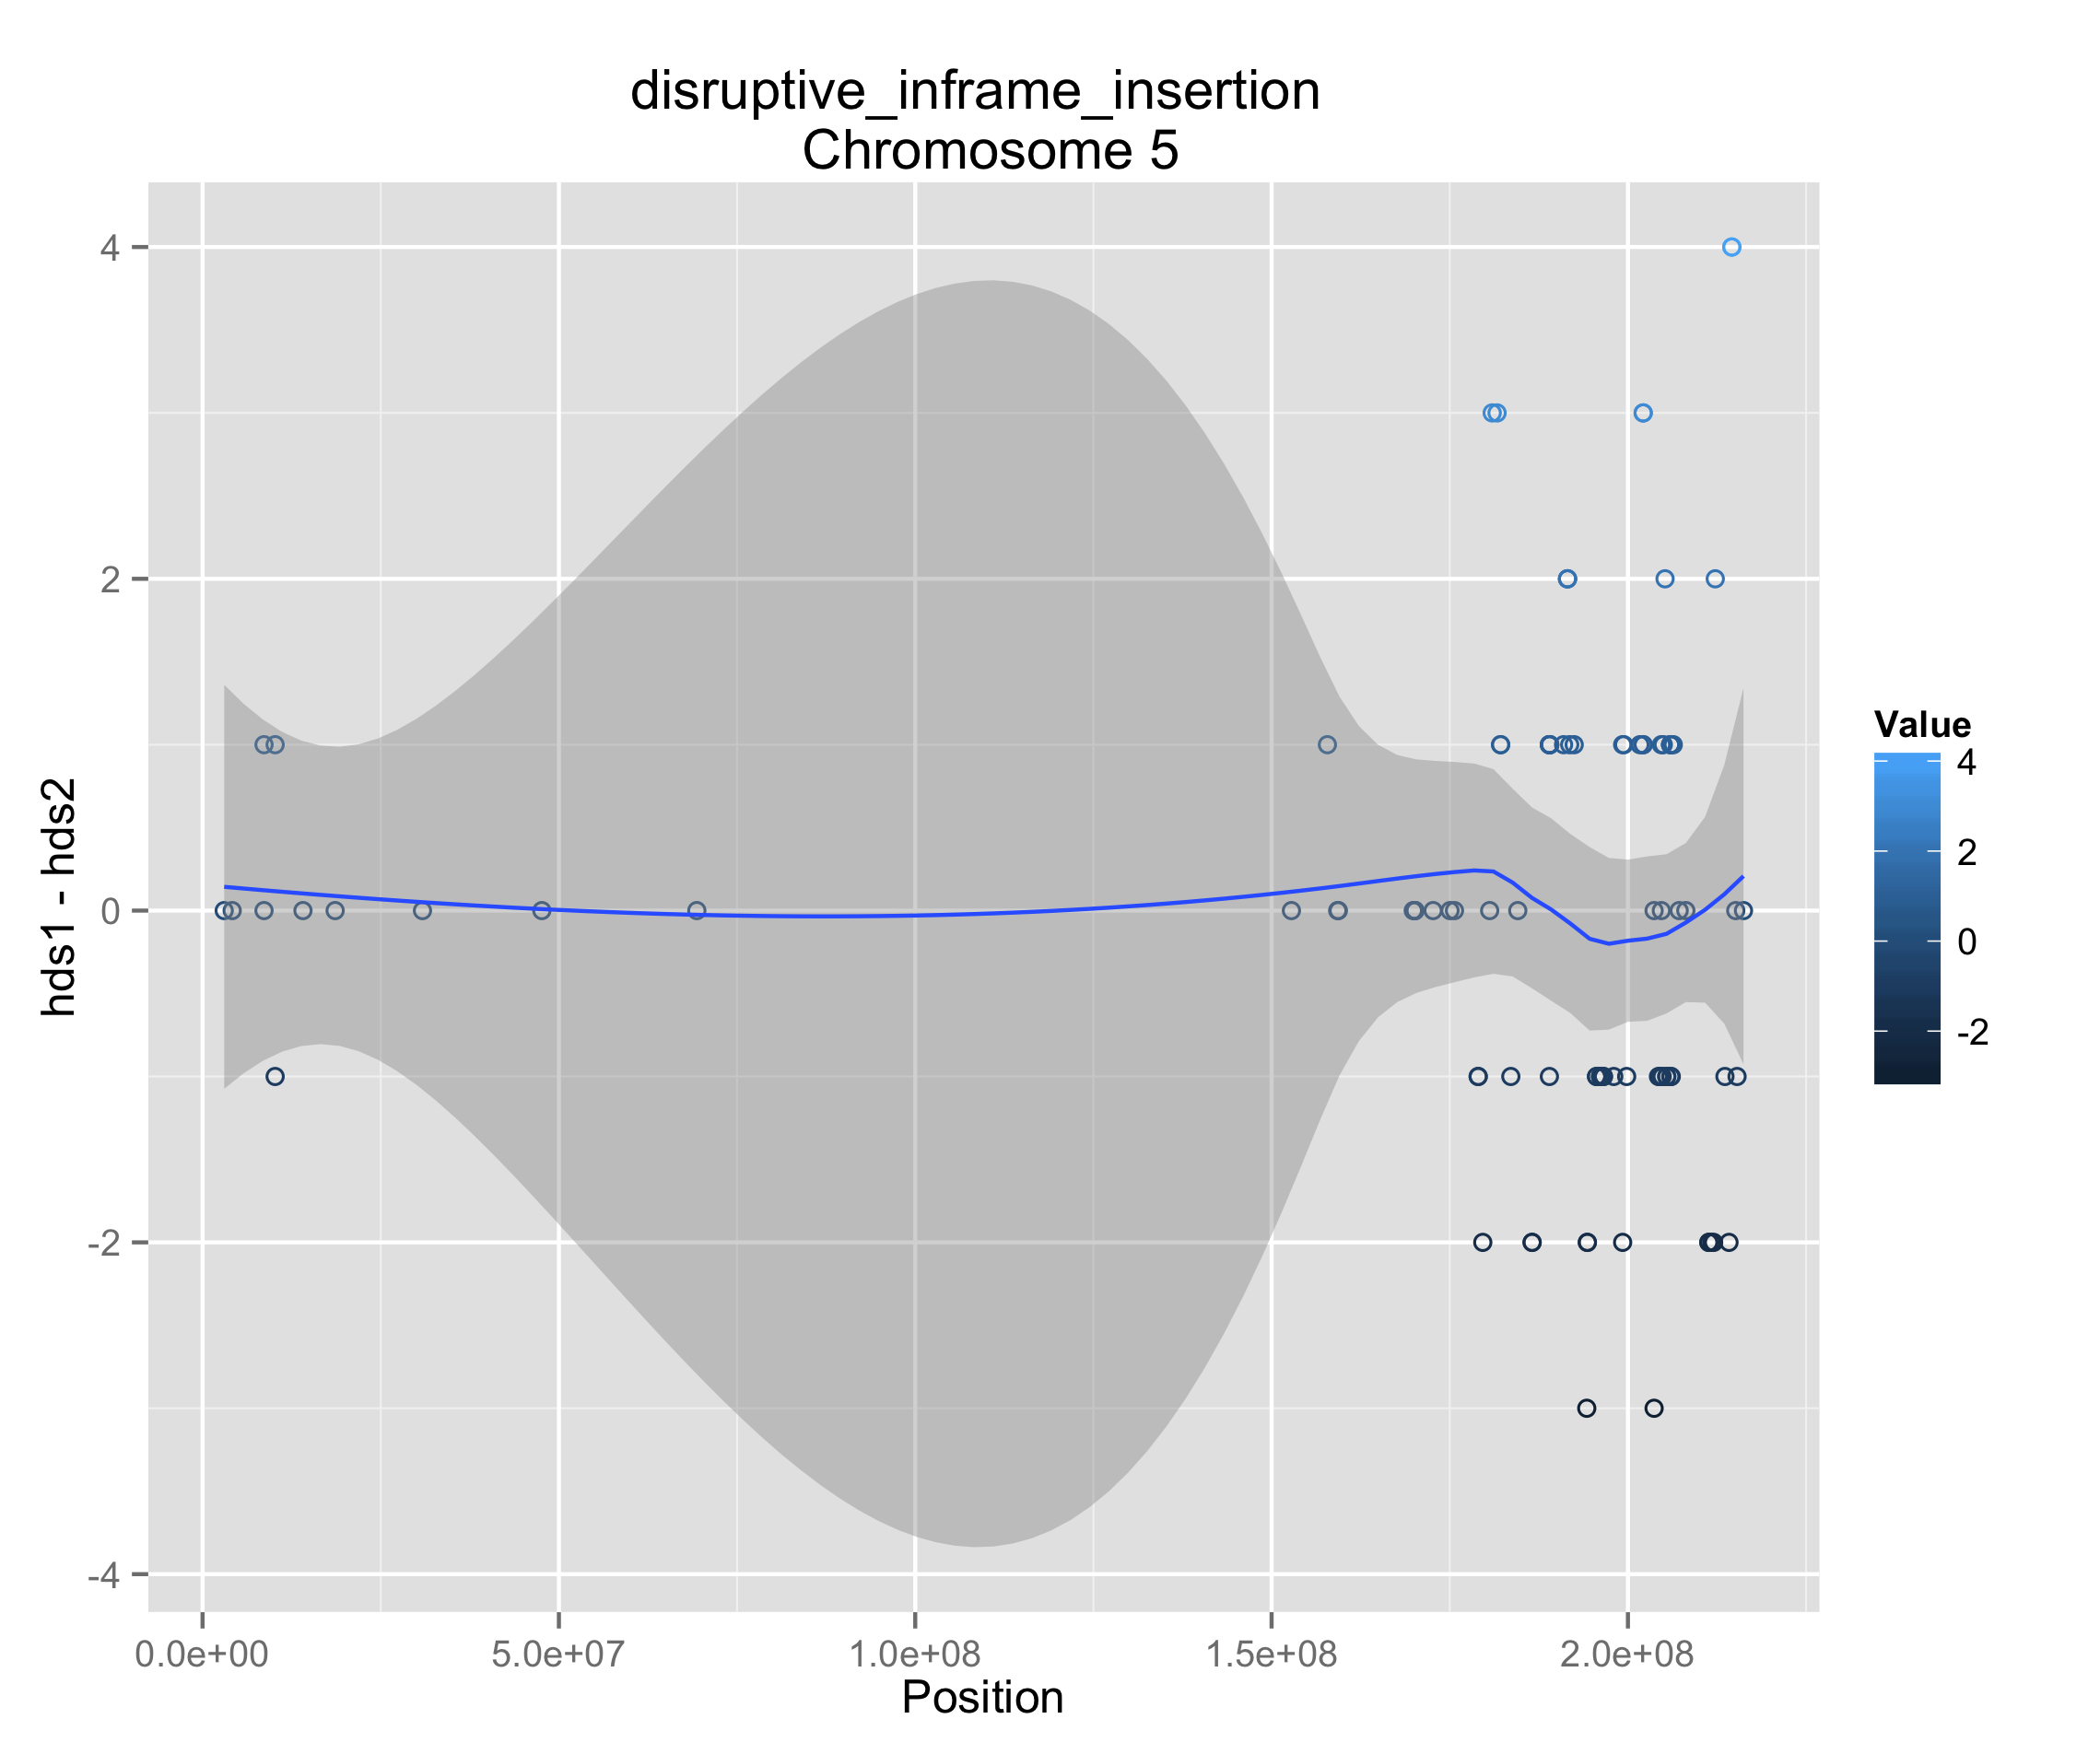 disruptive_inframe_insertion
Chromosome 5
hds1 - hds2
4
2
0
-2
-4
0.0e+00
5.0e+07
1.0e+08
1.5e+08
2.0e+08
Position
Value
4
2
0
-2